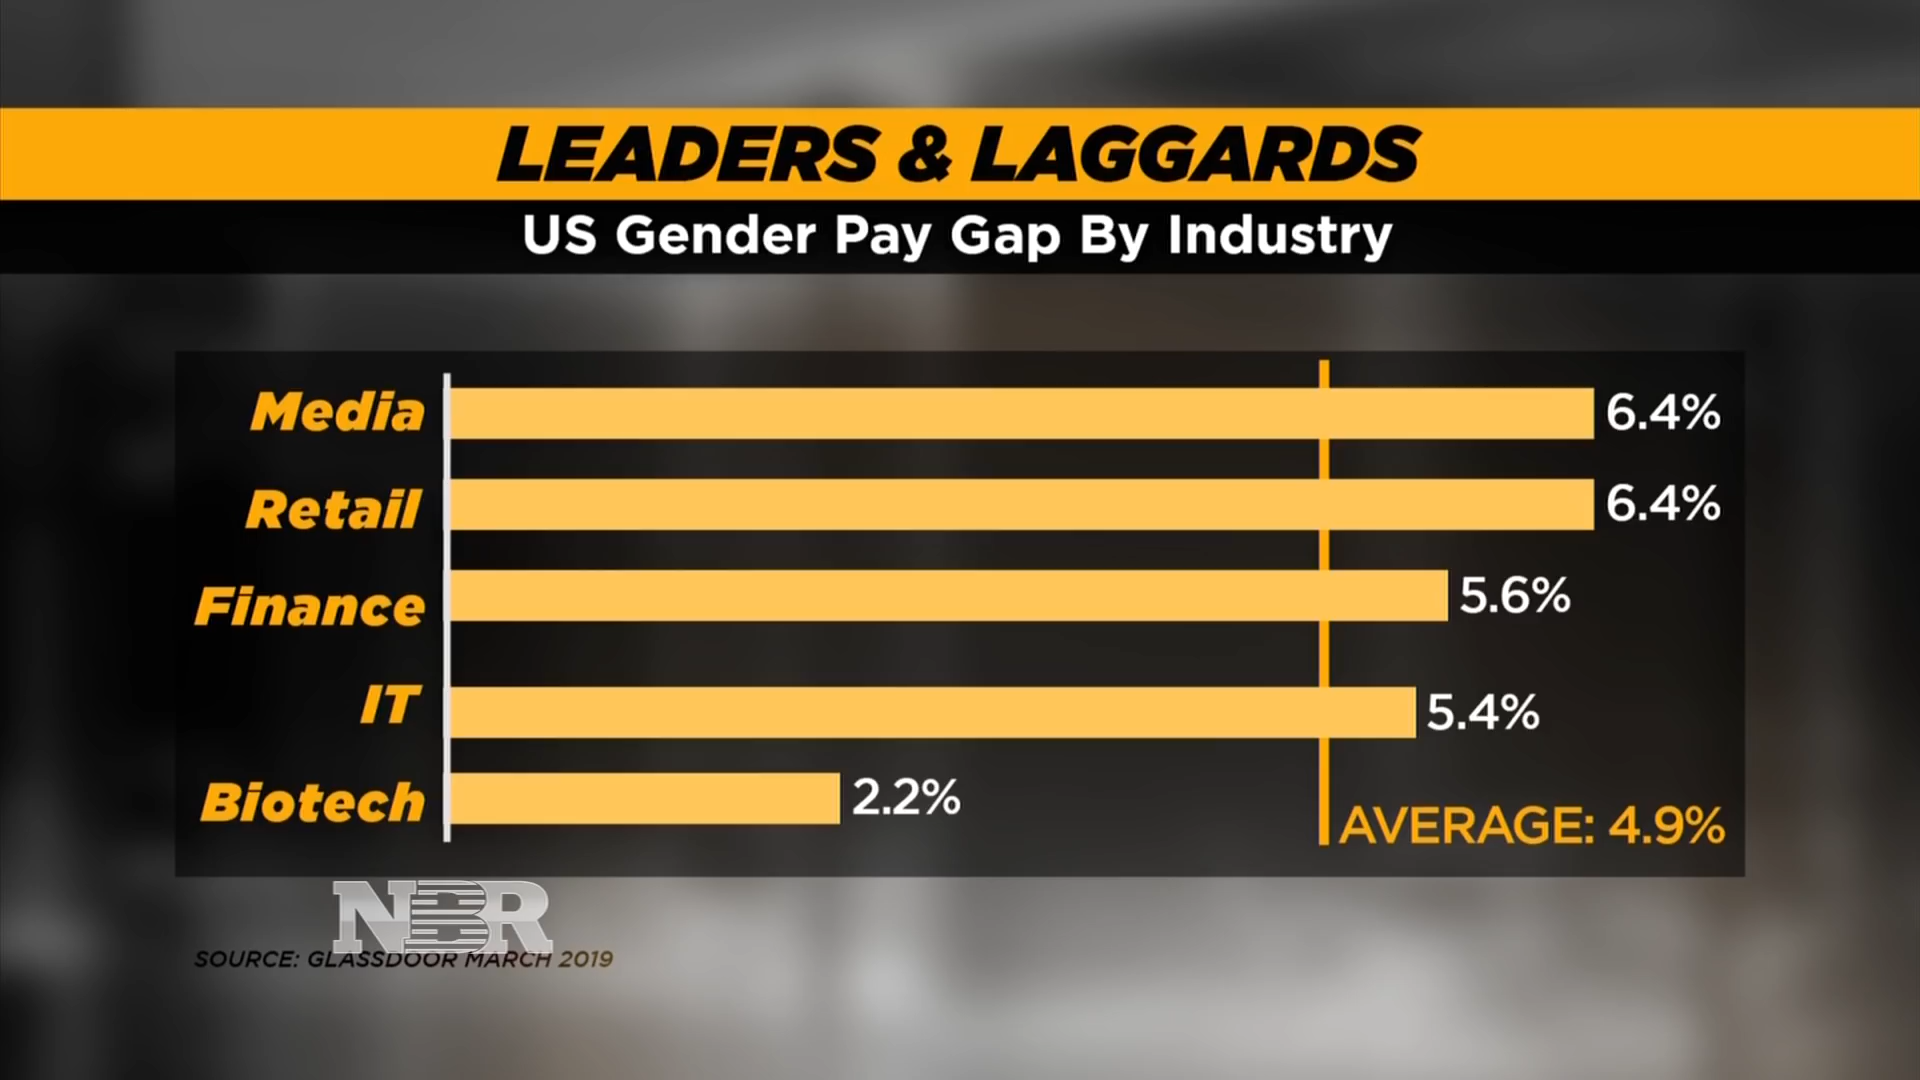 LEADERS & LAGGARDS
US Gender Pay Gap By Industry
Media 6.4%
Retail 6.4%
Finance 5.6%
IT 5.4%
Biotech 2.2%
AVERAGE: 4.9%
NBR
SOURCE: GLASSDOOR MARCH 2019